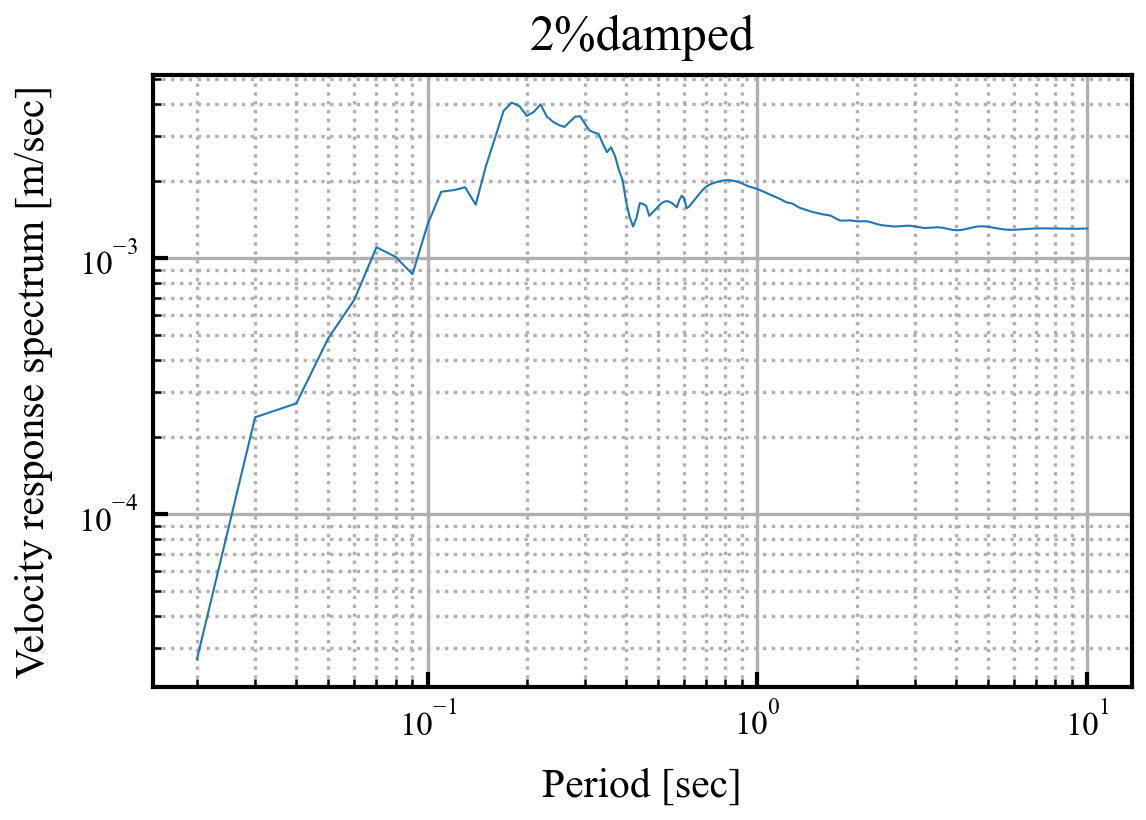 2%damped
Velocity response spectrum [m/sec]
10⁻³
10⁻⁴
10⁻¹
10⁰
10¹
Period [sec]